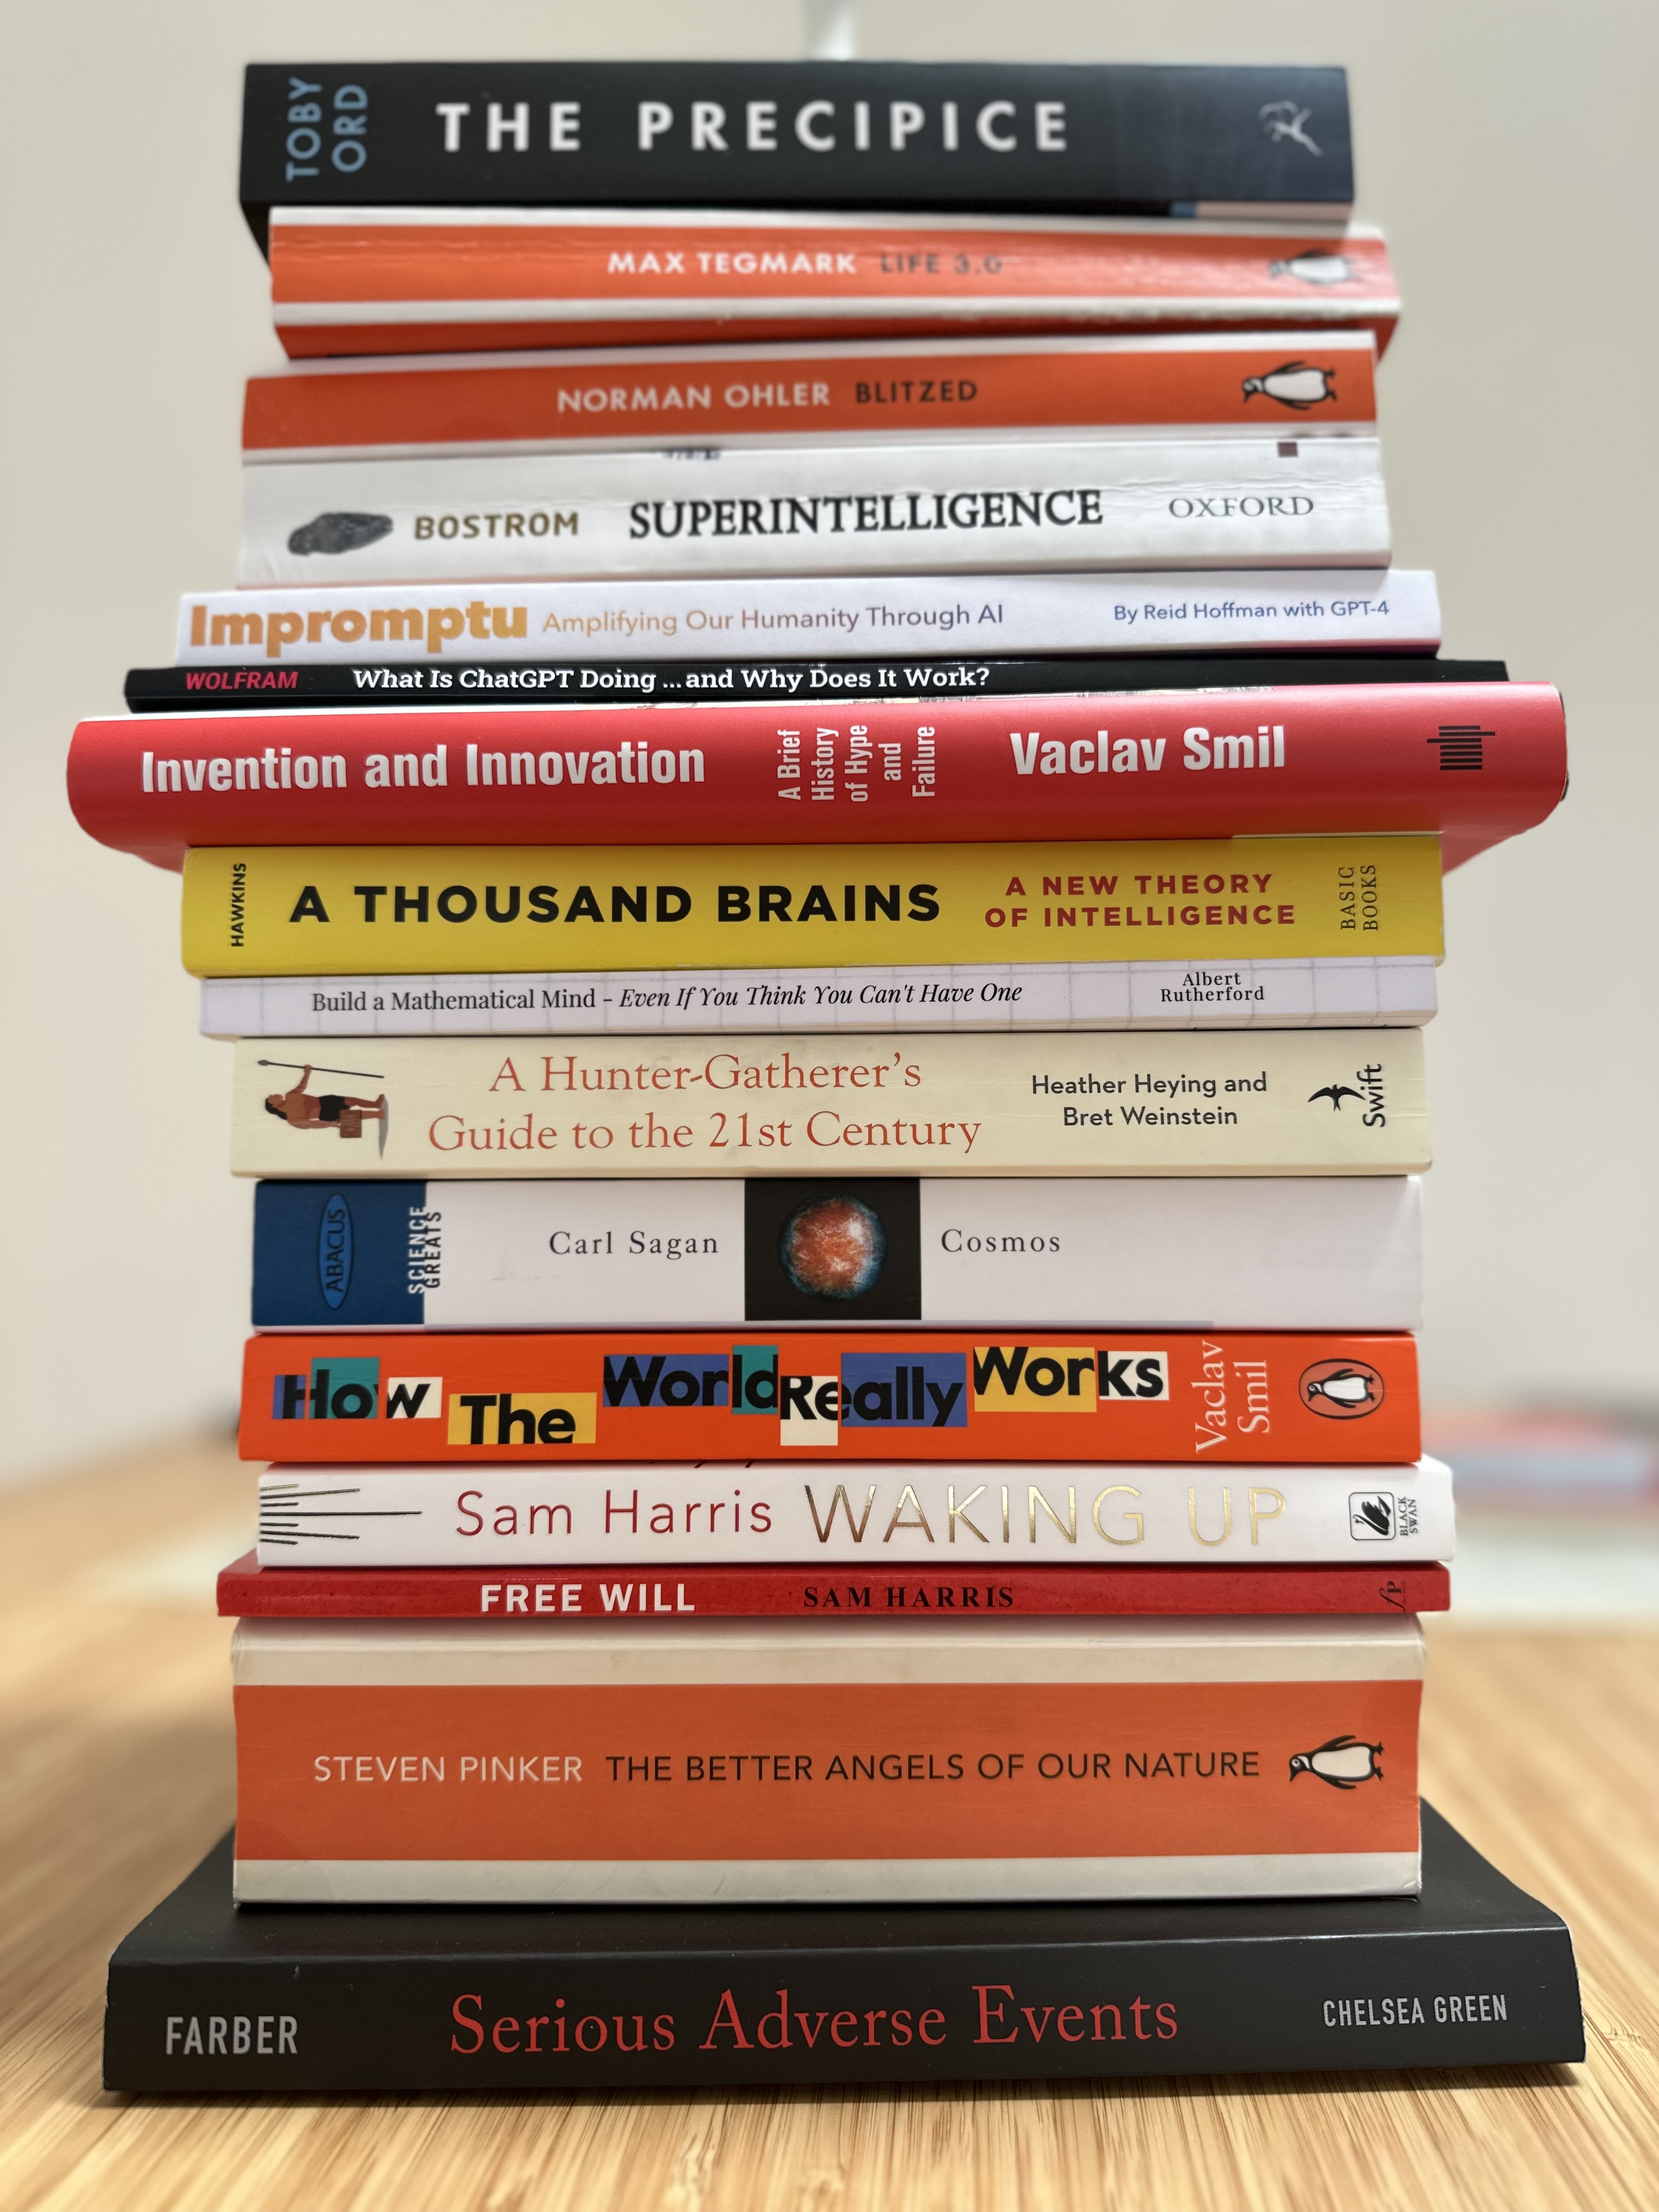 TOBY
ORD
THE PRECIPICE
MAX TEGMARK LIFE 3.0
NORMAN OHLER BLITZED
BOSTROM SUPERINTELLIGENCE OXFORD
Impromptu Amplifying Our Humanity Through AI By Reid Hoffman with GPT-4
WOLFRAM What Is ChatGPT Doing ... and Why Does It Work?
Invention and Innovation
A Brief
History
of Hype
and
Failure
Vaclav Smil
HAWKINS
A THOUSAND BRAINS
A NEW THEORY
OF INTELLIGENCE
BASIC
BOOKS
Build a Mathematical Mind – Even If You Think You Can't Have One
Albert
Rutherford
A Hunter-Gatherer's
Guide to the 21st Century
Heather Heying and
Bret Weinstein
Swift
ABACUS
SCIENCE
GREATS
Carl Sagan
Cosmos
How The World Really Works
Vaclav
Smil
Sam Harris WAKING UP
BLACK
SWAN
FREE WILL SAM HARRIS
fP
STEVEN PINKER THE BETTER ANGELS OF OUR NATURE
FARBER Serious Adverse Events CHELSEA GREEN